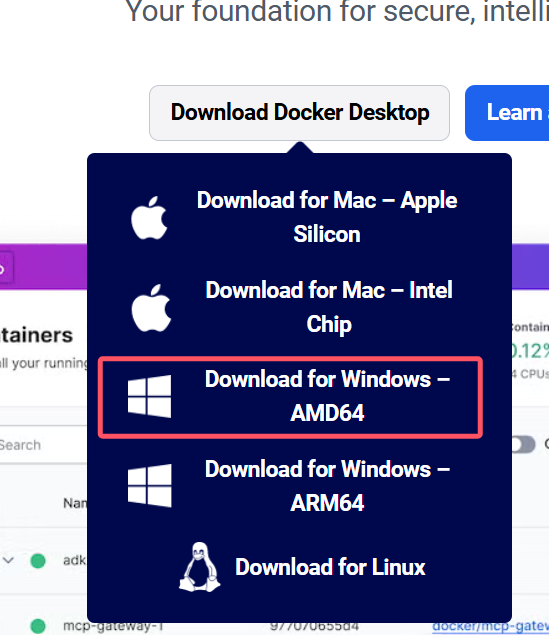 Your foundation for secure, intelli
Download Docker Desktop
Learn
Download for Mac – Apple
Silicon
Download for Mac – Intel
Chip
tainers
all your running
Contain
0.12%
4 CPUs
Download for Windows –
AMD64
Search
Download for Windows –
ARM64
Nam
adk
Download for Linux
mcp-gateway-1
97707065504
docker/mcp-gatew